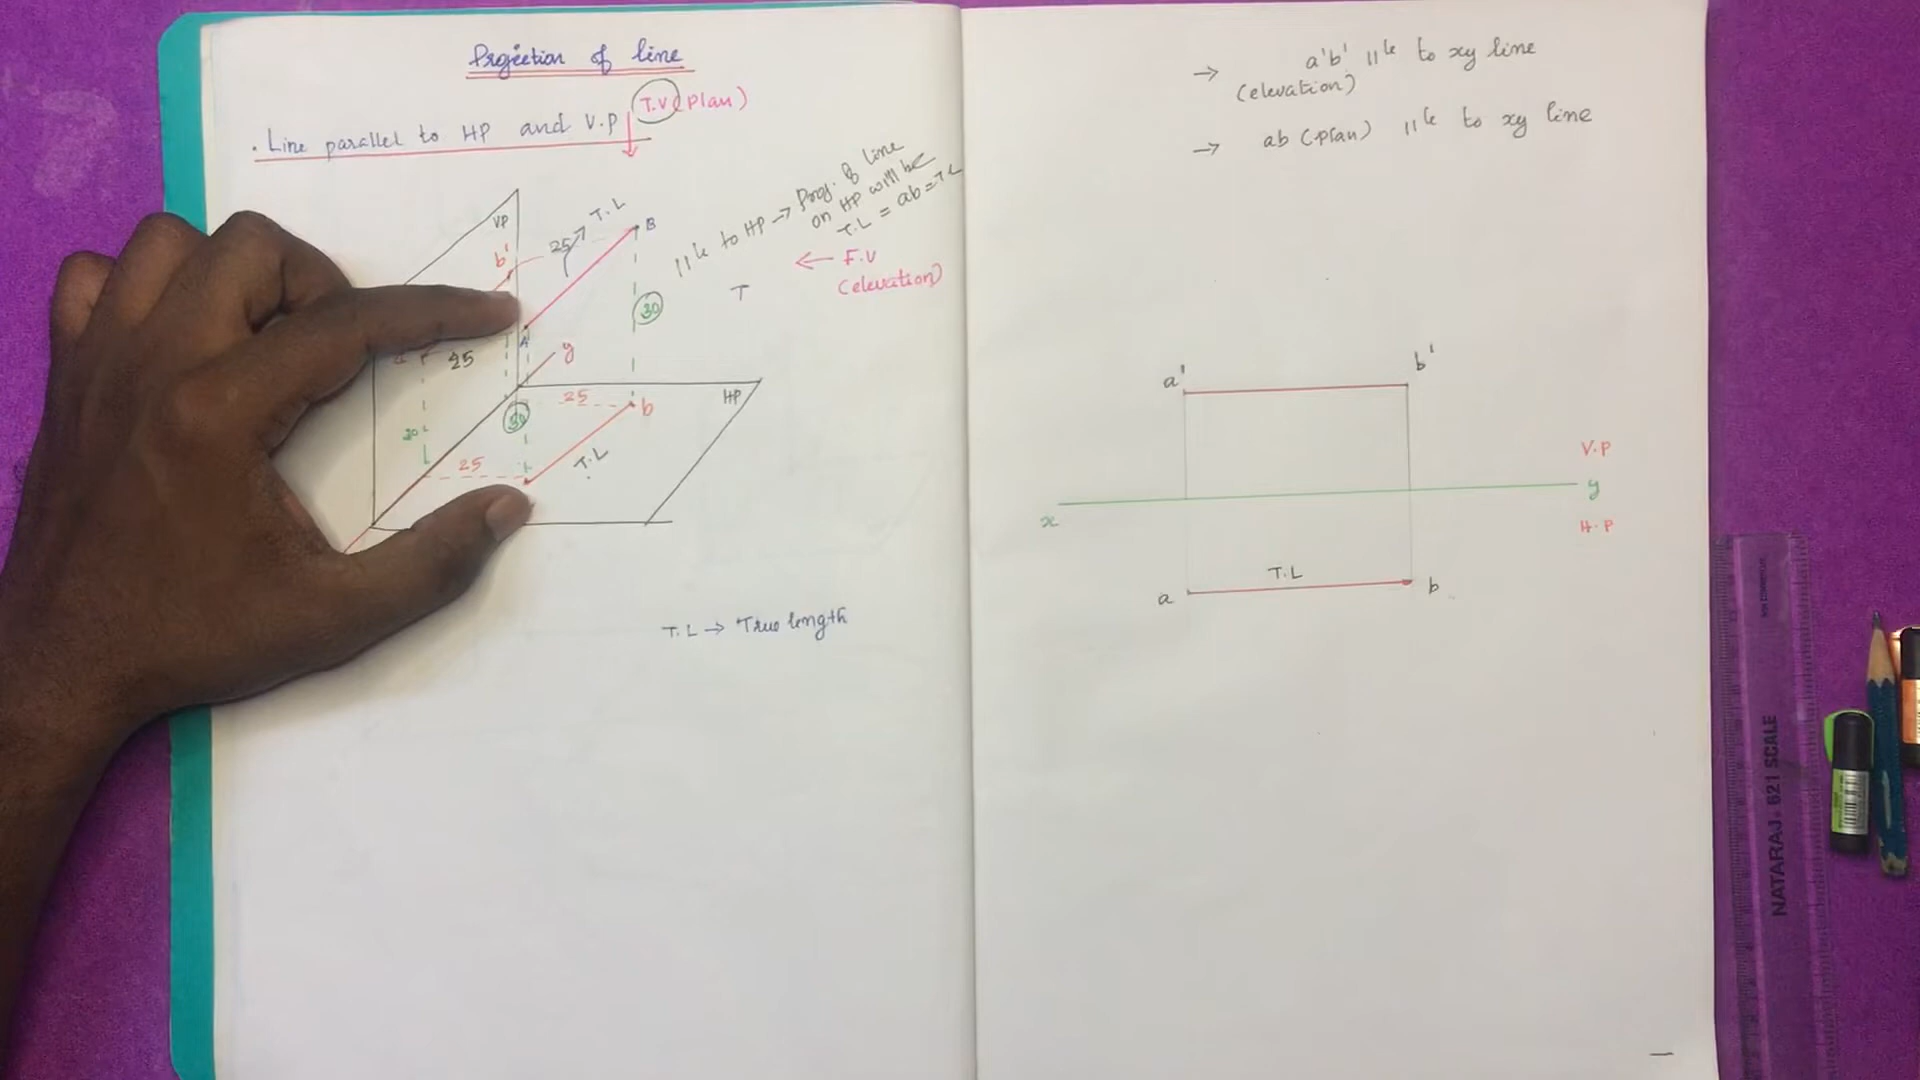 Projection of line
T.V (Plan)
. Line parallel to HP and V.P
VP
b'
25
T.L
B
11le to HP → Proj. of line
on HP will be
T.L = ab = T.L
← F.V
(elevation)
T
30
A
25
y
25
b
HP
30
30
25
T.L
T.L → True length
→ a'b' 11le to xy line
(elevation)
→ ab (plan) 11le to xy line
a'
b'
V.P
y
x
H.P
T.L
a
b
NATARAJ 621 SCALE